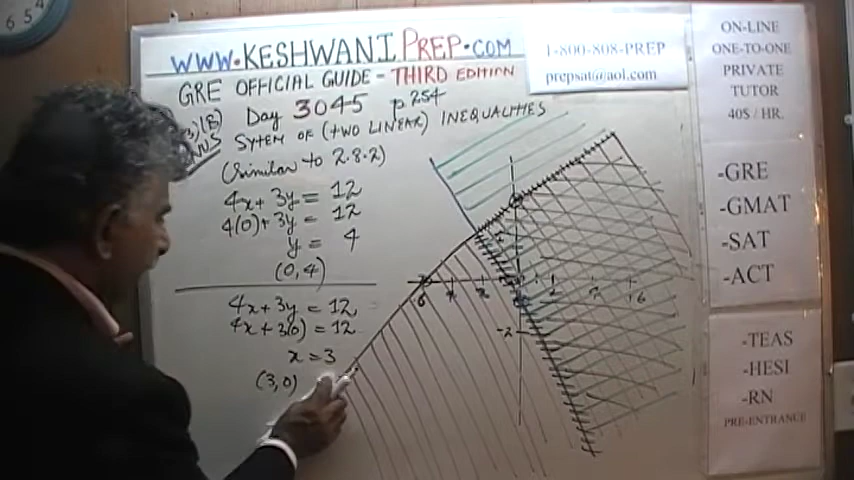 WWW.KESHWANIPREP.COM
1-800-808-PREP
prepsat@aol.com
GRE OFFICIAL GUIDE - THIRD EDITION
Day 3045 p.254
SYTEM OF (TWO LINEAR) INEQUALITIES
(Similar to 2.8.2)
4x + 3y = 12
4(0) + 3y = 12
y = 4
(0,4)
4x + 3y = 12
4x + 3(0) = 12
x = 3
(3,0)
-2
ON-LINE
ONE-TO-ONE
PRIVATE
TUTOR
40$ / HR.
-GRE
-GMAT
-SAT
-ACT
-TEAS
-HESI
-RN
PRE-ENTRANCE